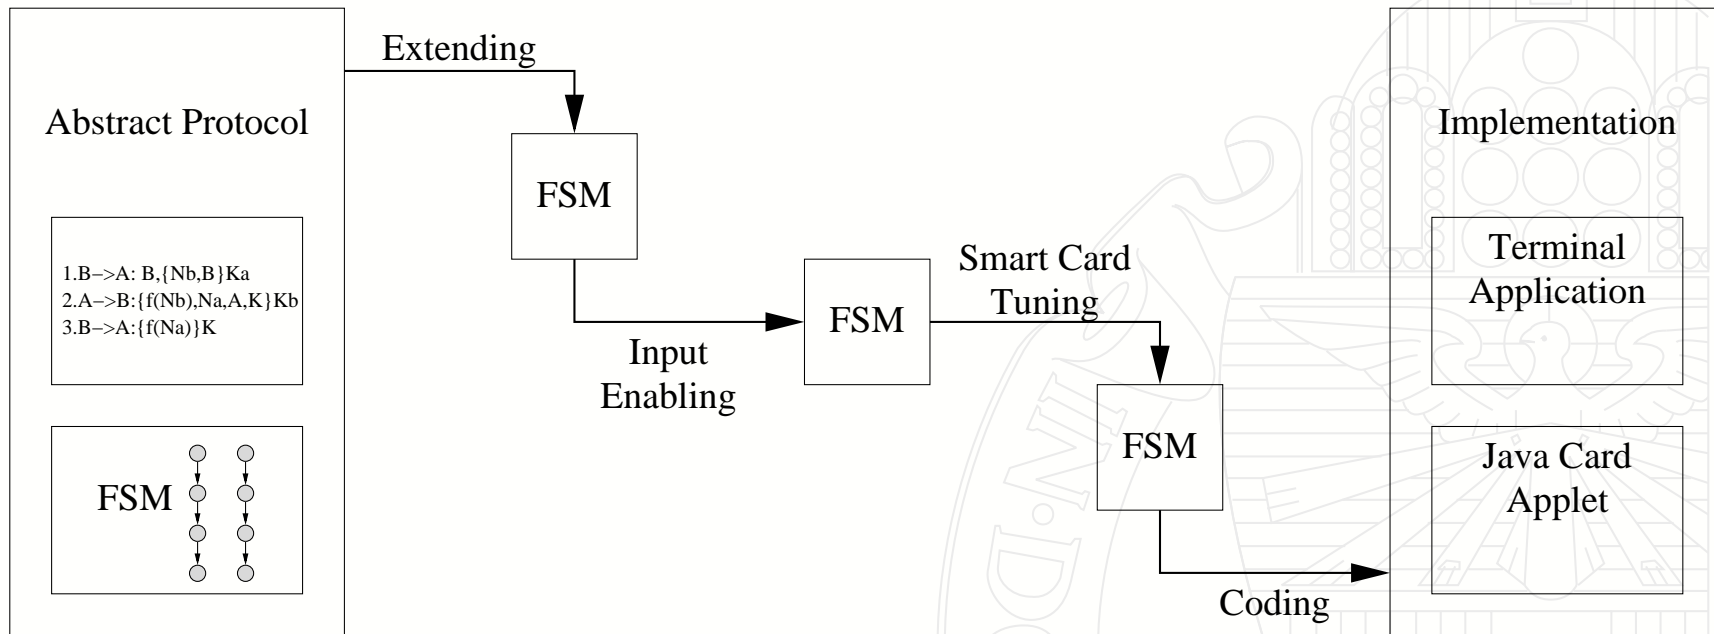 Extending
Abstract Protocol
1.B−>A: B,{Nb,B}Ka
2.A−>B:{f(Nb),Na,A,K}Kb
3.B−>A:{f(Na)}K
FSM
FSM
Input
Enabling
FSM
Smart Card
Tuning
FSM
Coding
Implementation
Terminal
Application
Java Card
Applet
IN·D